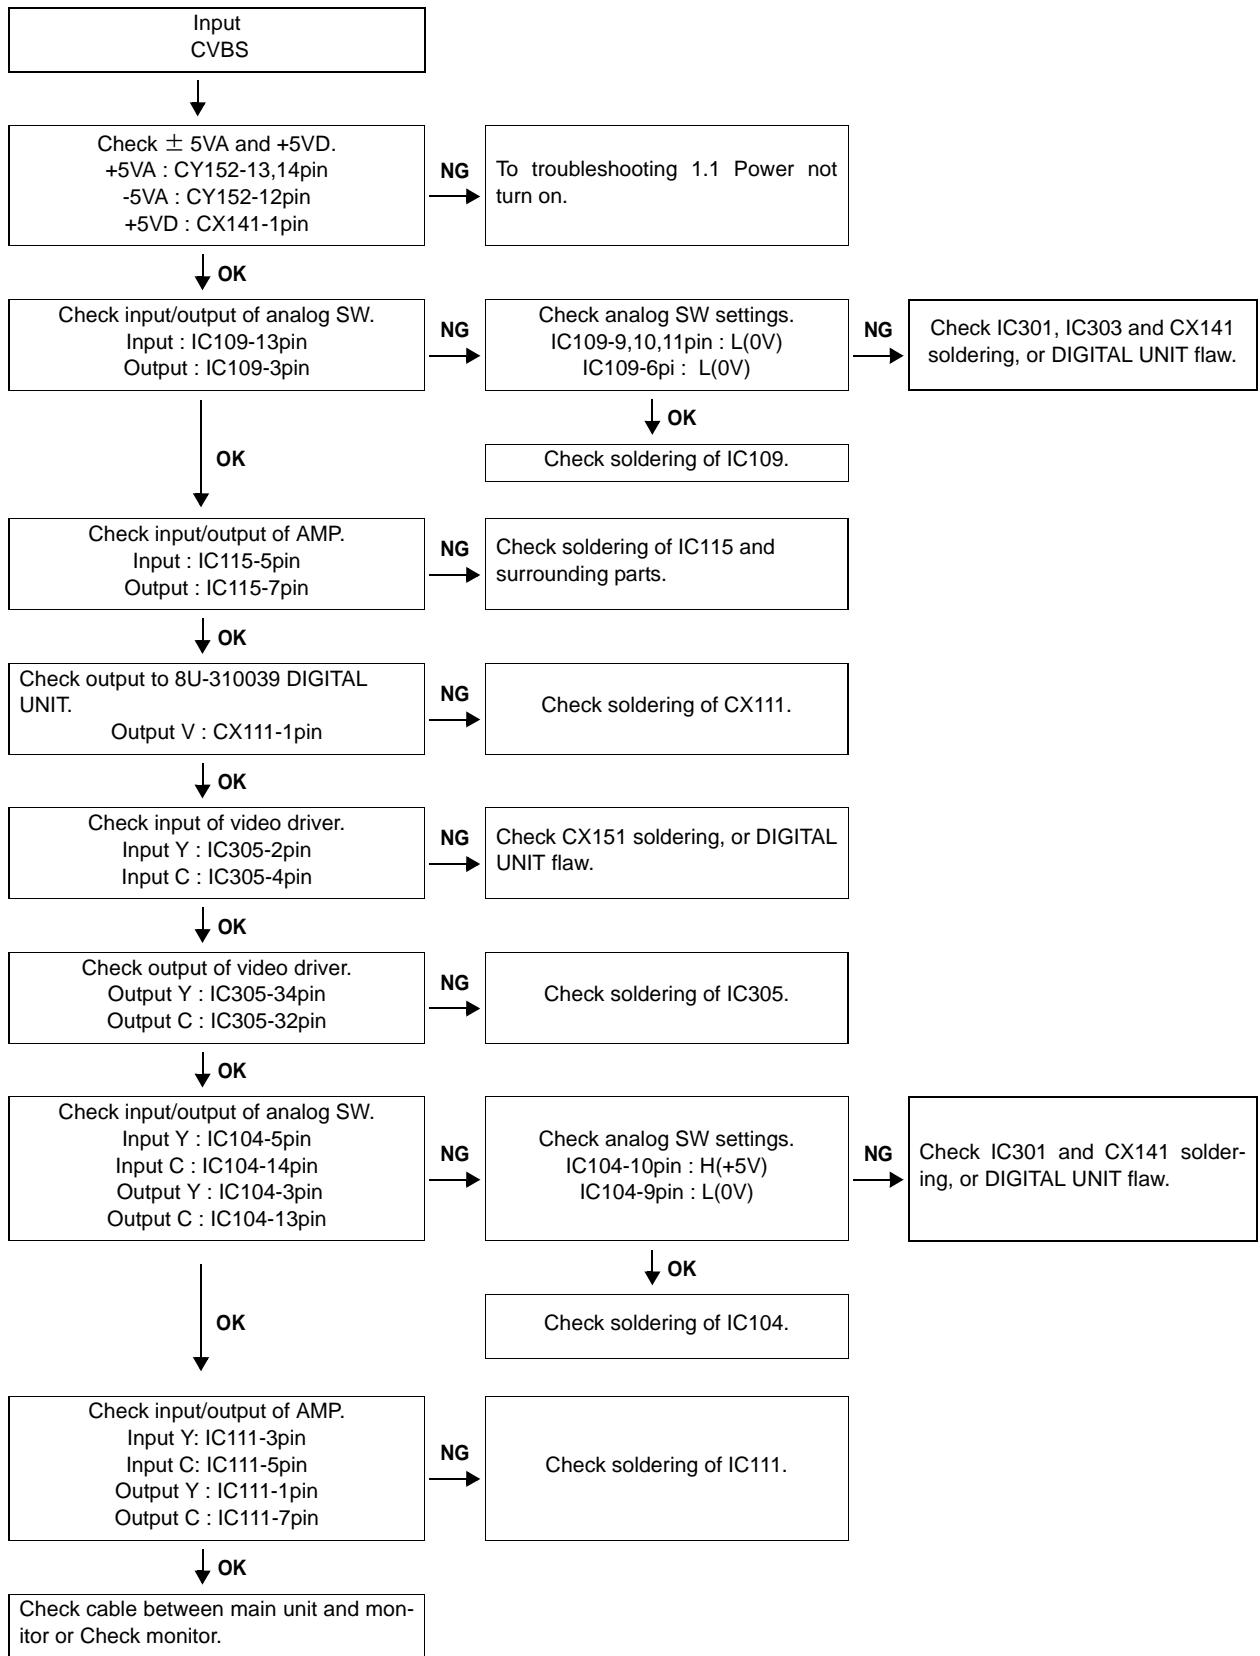 Input
CVBS
Check ± 5VA and +5VD.
+5VA : CY152-13,14pin
-5VA : CY152-12pin
+5VD : CX141-1pin
NG
To troubleshooting 1.1 Power not
turn on.
OK
Check input/output of analog SW.
Input : IC109-13pin
Output : IC109-3pin
NG
Check analog SW settings.
IC109-9,10,11pin : L(0V)
IC109-6pi : L(0V)
NG
Check IC301, IC303 and CX141
soldering, or DIGITAL UNIT flaw.
OK
Check soldering of IC109.
OK
Check input/output of AMP.
Input : IC115-5pin
Output : IC115-7pin
NG
Check soldering of IC115 and
surrounding parts.
OK
Check output to 8U-310039 DIGITAL
UNIT.
Output V : CX111-1pin
NG
Check soldering of CX111.
OK
Check input of video driver.
Input Y : IC305-2pin
Input C : IC305-4pin
NG
Check CX151 soldering, or DIGITAL
UNIT flaw.
OK
Check output of video driver.
Output Y : IC305-34pin
Output C : IC305-32pin
NG
Check soldering of IC305.
OK
Check input/output of analog SW.
Input Y : IC104-5pin
Input C : IC104-14pin
Output Y : IC104-3pin
Output C : IC104-13pin
NG
Check analog SW settings.
IC104-10pin : H(+5V)
IC104-9pin : L(0V)
NG
Check IC301 and CX141 solder-
ing, or DIGITAL UNIT flaw.
OK
Check soldering of IC104.
OK
Check input/output of AMP.
Input Y: IC111-3pin
Input C: IC111-5pin
Output Y : IC111-1pin
Output C : IC111-7pin
NG
Check soldering of IC111.
OK
Check cable between main unit and mon-
itor or Check monitor.